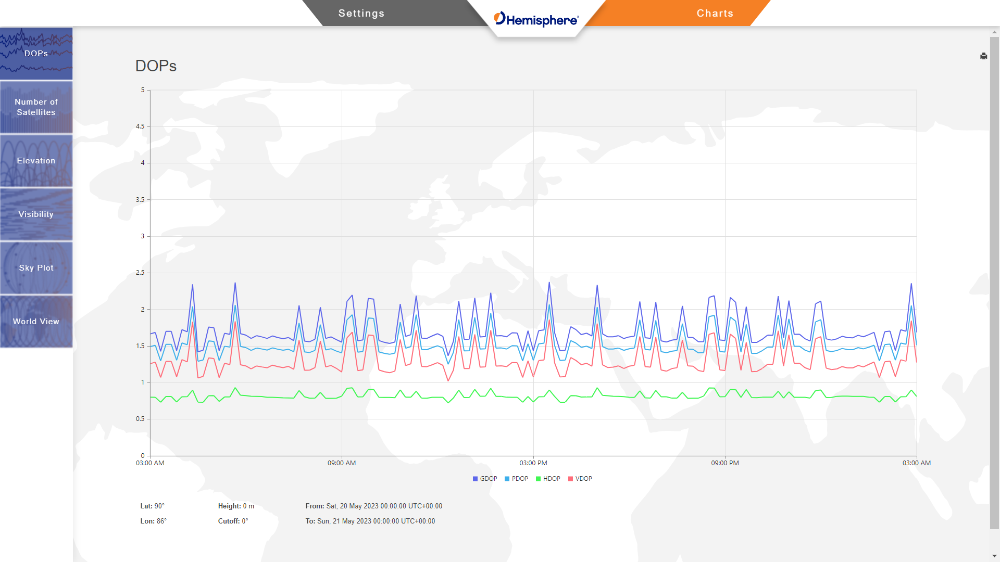 Settings
Hemisphere
Charts
DOPs
Number of
Satellites
Elevation
Visibility
Sky Plot
World View
DOPs
5
4.5
4
3.5
3
2.5
2
1.5
1
0.5
0
03:00 AM 09:00 AM 03:00 PM 09:00 PM 03:00 AM
GDOP PDOP HDOP VDOP
Lat: 90° Height: 0 m From: Sat, 20 May 2023 00:00:00 UTC+00:00
Lon: 86° Cutoff: 0° To: Sun, 21 May 2023 00:00:00 UTC+00:00